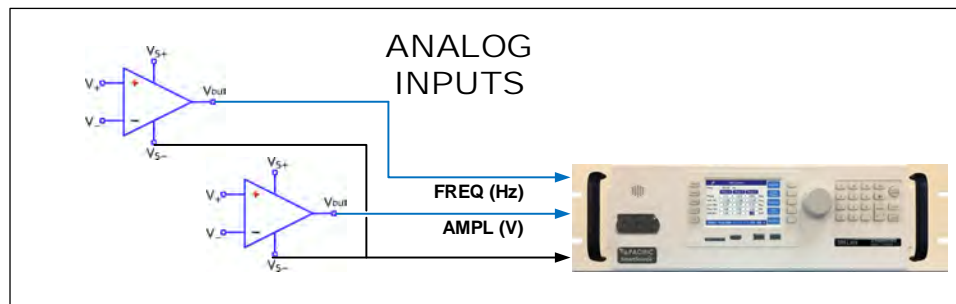 ANALOG
INPUTS
VS+
V+
V-
Vout
VS-
VS+
V+
V-
Vout
VS-
FREQ (Hz)
AMPL (V)
PACIFIC